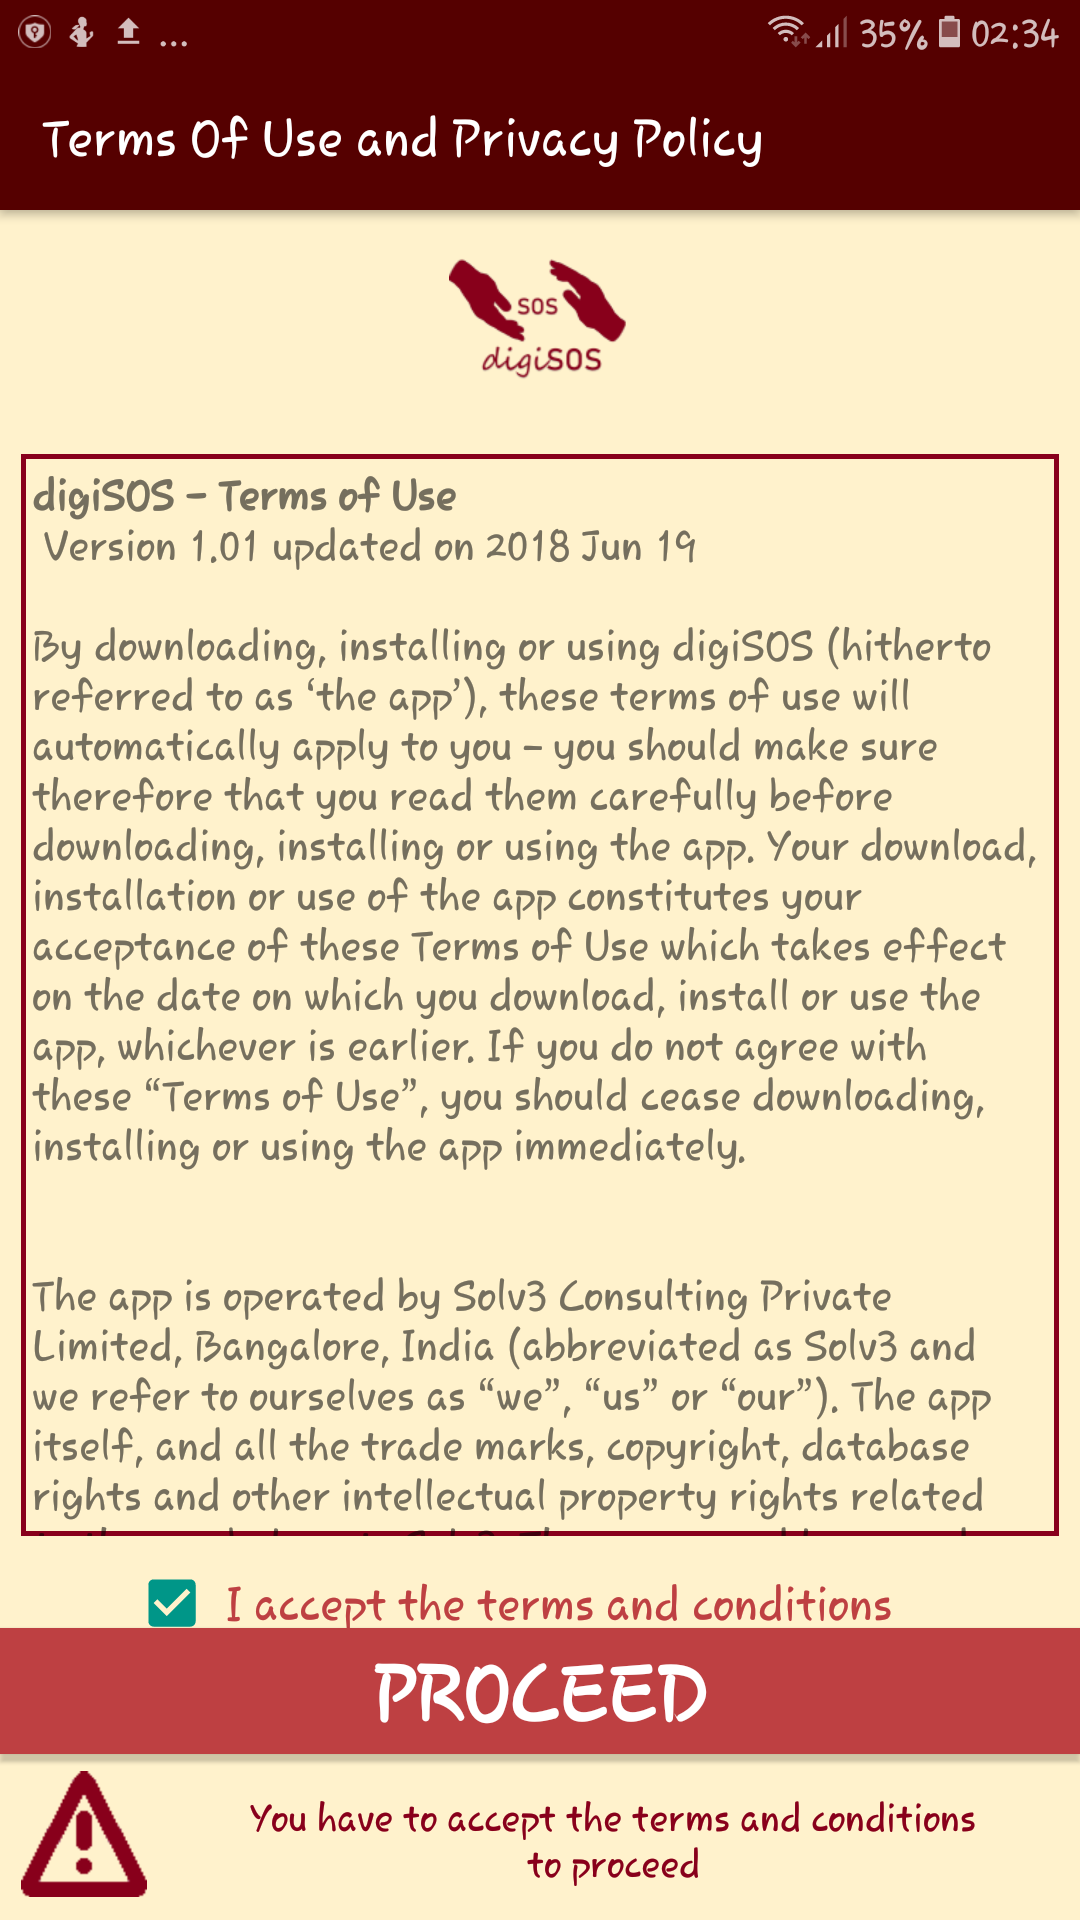 ... 35% 02:34
Terms Of Use and Privacy Policy
SOS
digiSOS
digiSOS – Terms of Use
Version 1.01 updated on 2018 Jun 19
By downloading, installing or using digiSOS (hitherto
referred to as ‘the app’), these terms of use will
automatically apply to you – you should make sure
therefore that you read them carefully before
downloading, installing or using the app. Your download,
installation or use of the app constitutes your
acceptance of these Terms of Use which takes effect
on the date on which you download, install or use the
app, whichever is earlier. If you do not agree with
these “Terms of Use”, you should cease downloading,
installing or using the app immediately.
The app is operated by Solv3 Consulting Private
Limited, Bangalore, India (abbreviated as Solv3 and
we refer to ourselves as “we”, “us” or “our”). The app
itself, and all the trade marks, copyright, database
rights and other intellectual property rights related
I accept the terms and conditions
PROCEED
You have to accept the terms and conditions
to proceed